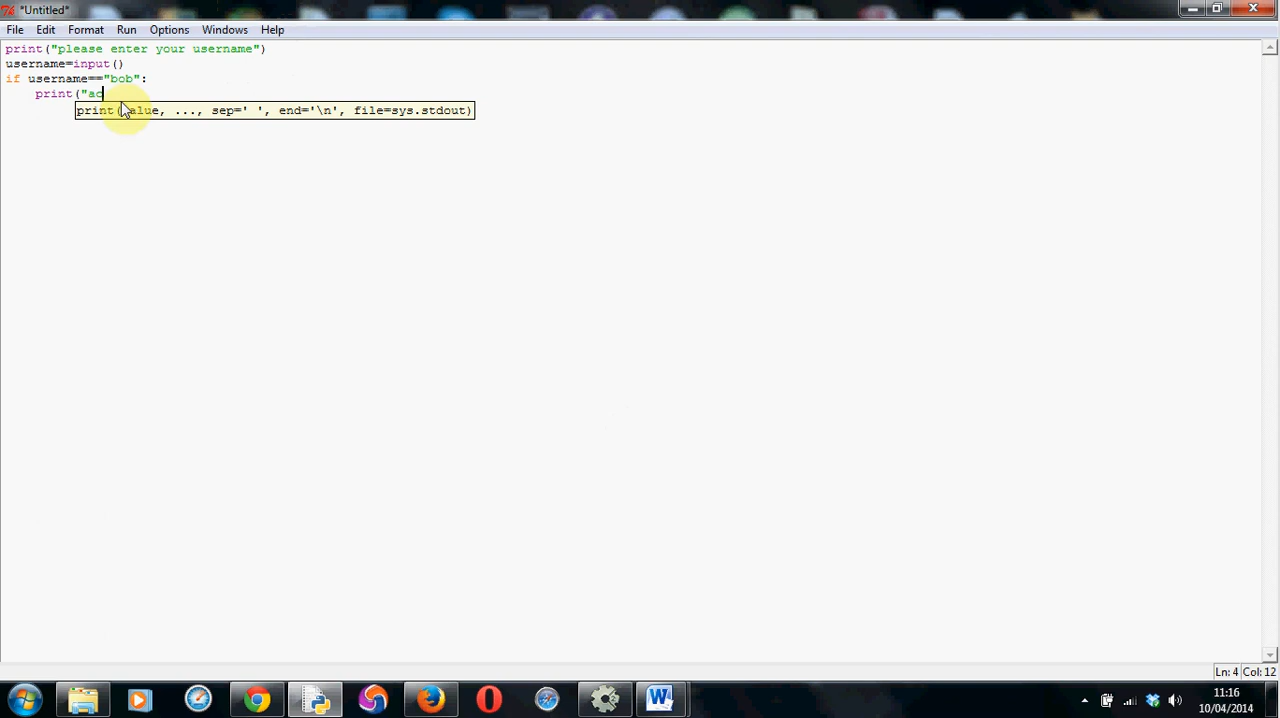 *Untitled*
File Edit Format Run Options Windows Help
print("please enter your username")
username=input()
if username=="bob":
print("ac
print(value, ..., sep=' ', end='\n', file=sys.stdout)
Ln: 4 Col: 12
11:16
10/04/2014